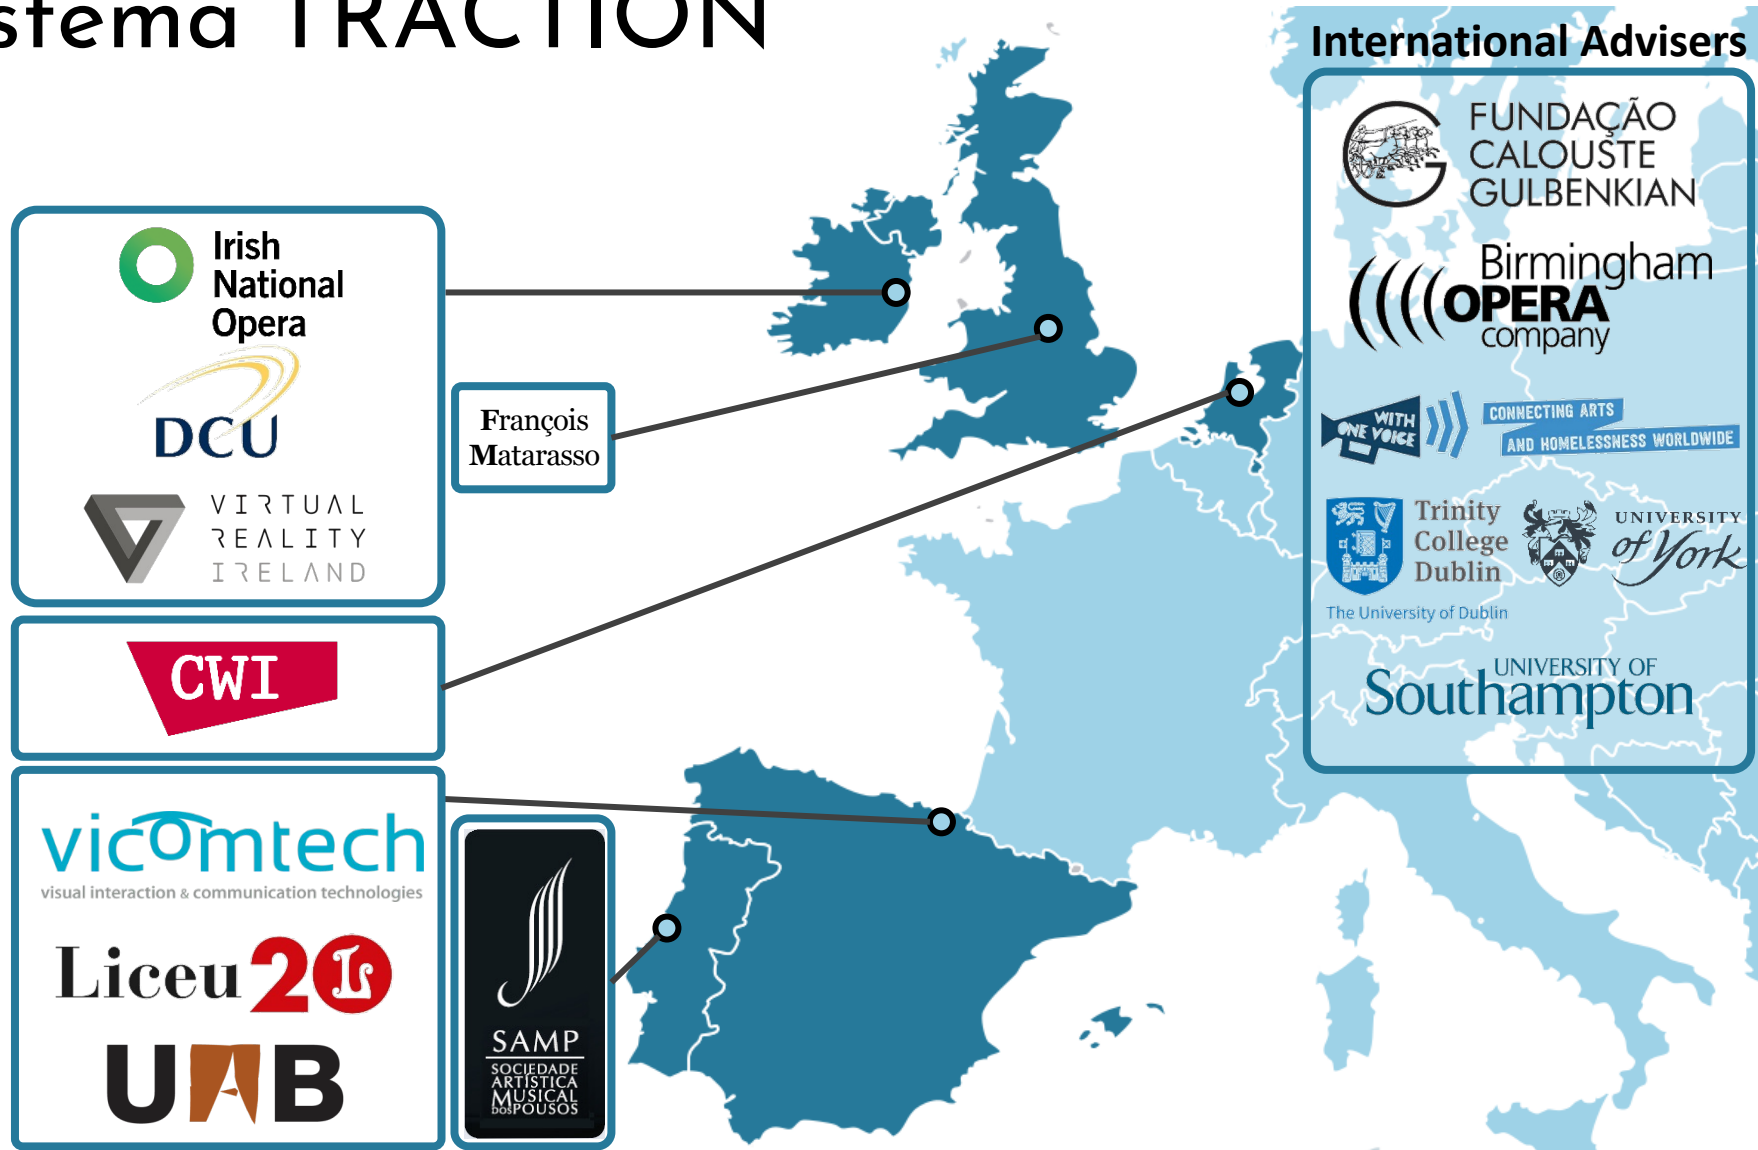 stema TRACTION
International Advisers
Irish
National
Opera
DCU
VIRTUAL
REALITY
IRELAND
François
Matarasso
CWI
vicomtech
visual interaction & communication technologies
Liceu 20
UAB
SAMP
SOCIEDADE
ARTÍSTICA
MUSICAL
DOS POUSOS
FUNDAÇÃO
CALOUSTE
GULBENKIAN
Birmingham
OPERA
company
WITH
ONE VOICE
CONNECTING ARTS
AND HOMELESSNESS WORLDWIDE
Trinity
College
Dublin
The University of Dublin
UNIVERSITY
of York
UNIVERSITY OF
Southampton